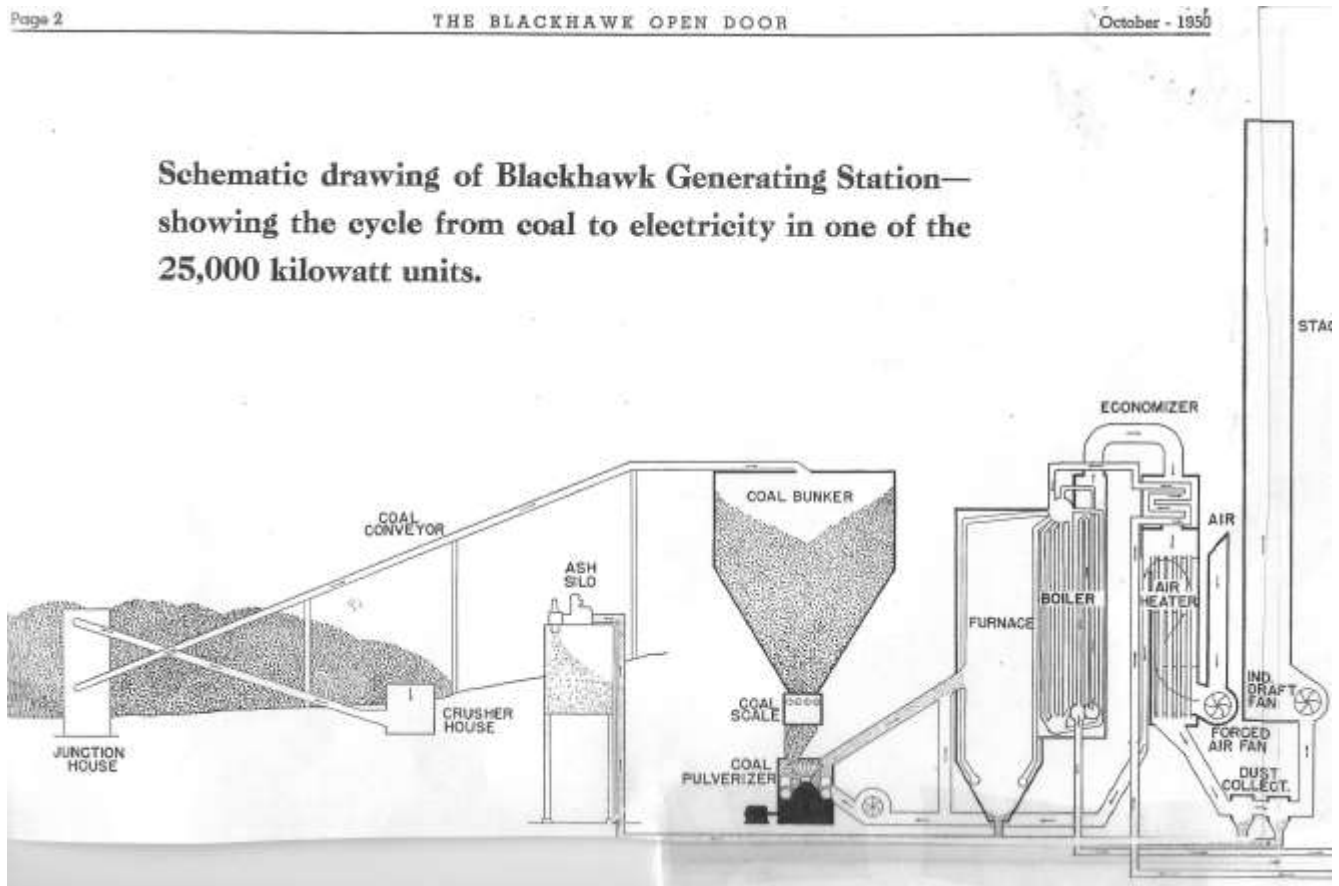 Page 2
THE BLACKHAWK OPEN DOOR
October - 1950
Schematic drawing of Blackhawk Generating Station—
showing the cycle from coal to electricity in one of the
25,000 kilowatt units.
STAC
ECONOMIZER
COAL BUNKER
COAL
CONVEYOR
AIR
ASH
SILO
AIR
HEATER
BOILER
FURNACE
IND.
DRAFT
FAN
COAL
SCALE
CRUSHER
HOUSE
FORCED
AIR FAN
JUNCTION
HOUSE
COAL
PULVERIZER
DUST
COLLECT.